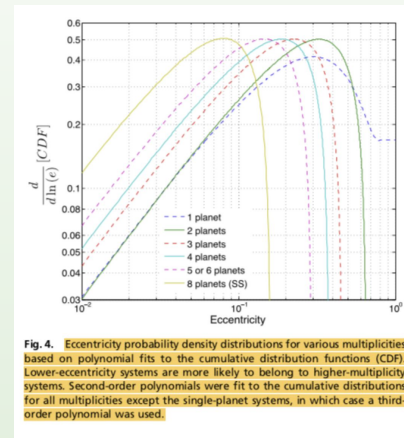 0.6
0.5
0.4
0.3
0.2
0.1
0.08
0.06
0.05
0.04
0.03
d/d ln (e) [CDF]
1 planet
2 planets
3 planets
4 planets
5 or 6 planets
8 planets (SS)
10⁻² 10⁻¹ 10⁰
Eccentricity
Fig. 4. Eccentricity probability density distributions for various multiplicities
based on polynomial fits to the cumulative distribution functions (CDF).
Lower-eccentricity systems are more likely to belong to higher-multiplicity
systems. Second-order polynomials were fit to the cumulative distributions
for all multiplicities except the single-planet systems, in which case a third-
order polynomial was used.